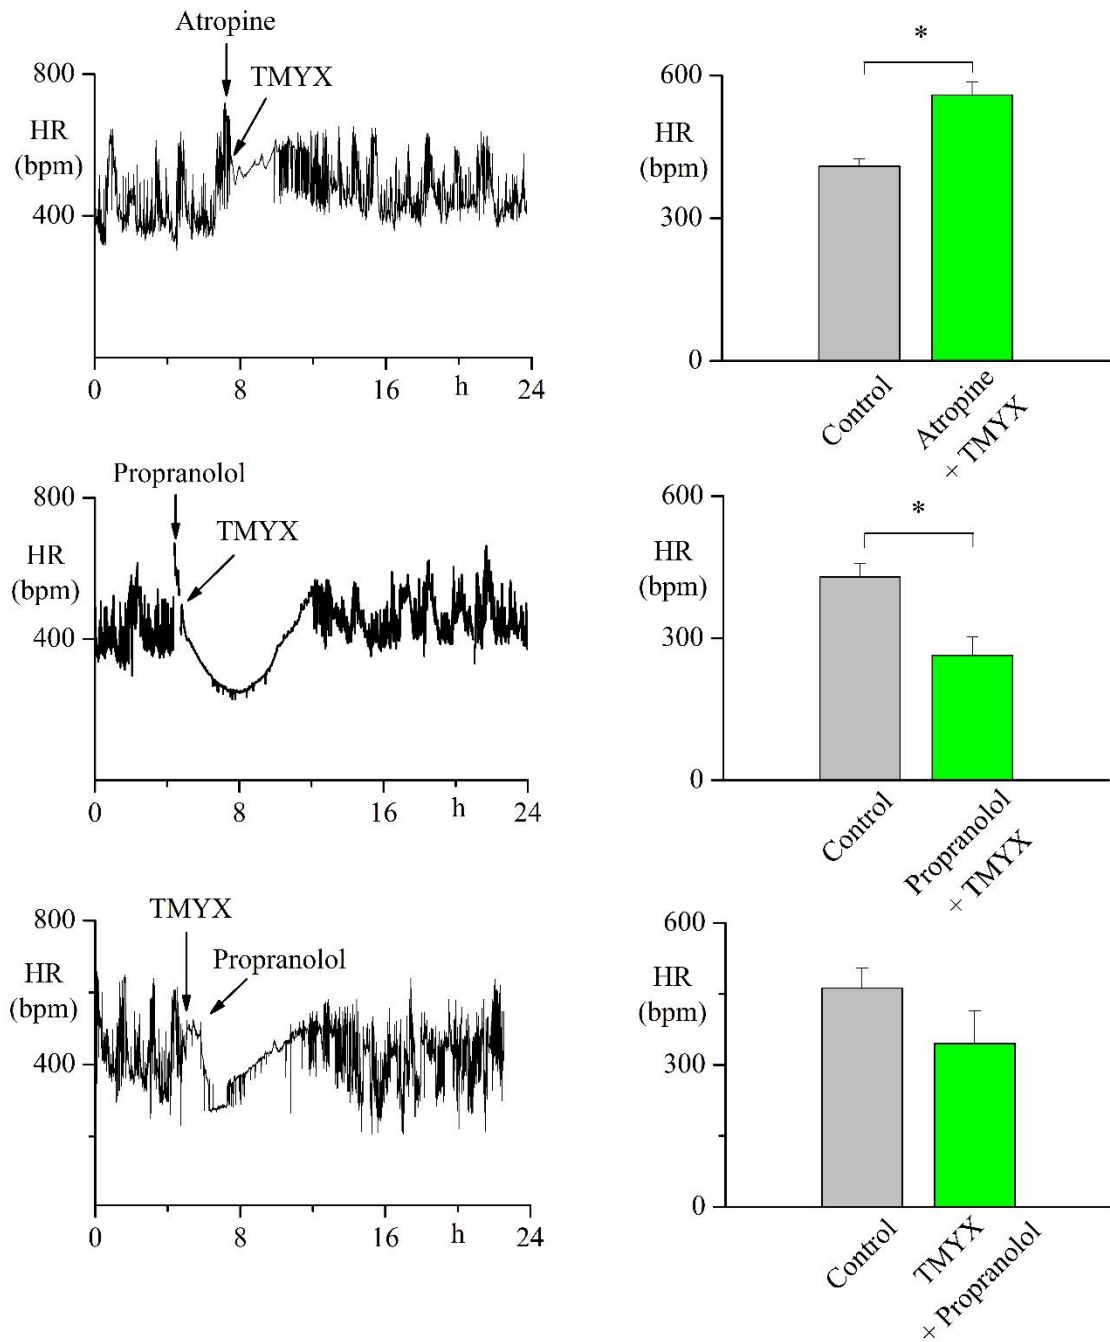 Atropine
TMYX
800
HR
(bpm)
400
0
8
16
h
24
*
600
HR
(bpm)
300
0
Control
Atropine
+ TMYX
Propranolol
TMYX
800
HR
(bpm)
400
0
8
16
h
24
*
600
HR
(bpm)
300
0
Control
Propranolol
+ TMYX
TMYX
Propranolol
800
HR
(bpm)
400
0
8
16
h
24
600
HR
(bpm)
300
0
Control
TMYX
+ Propranolol